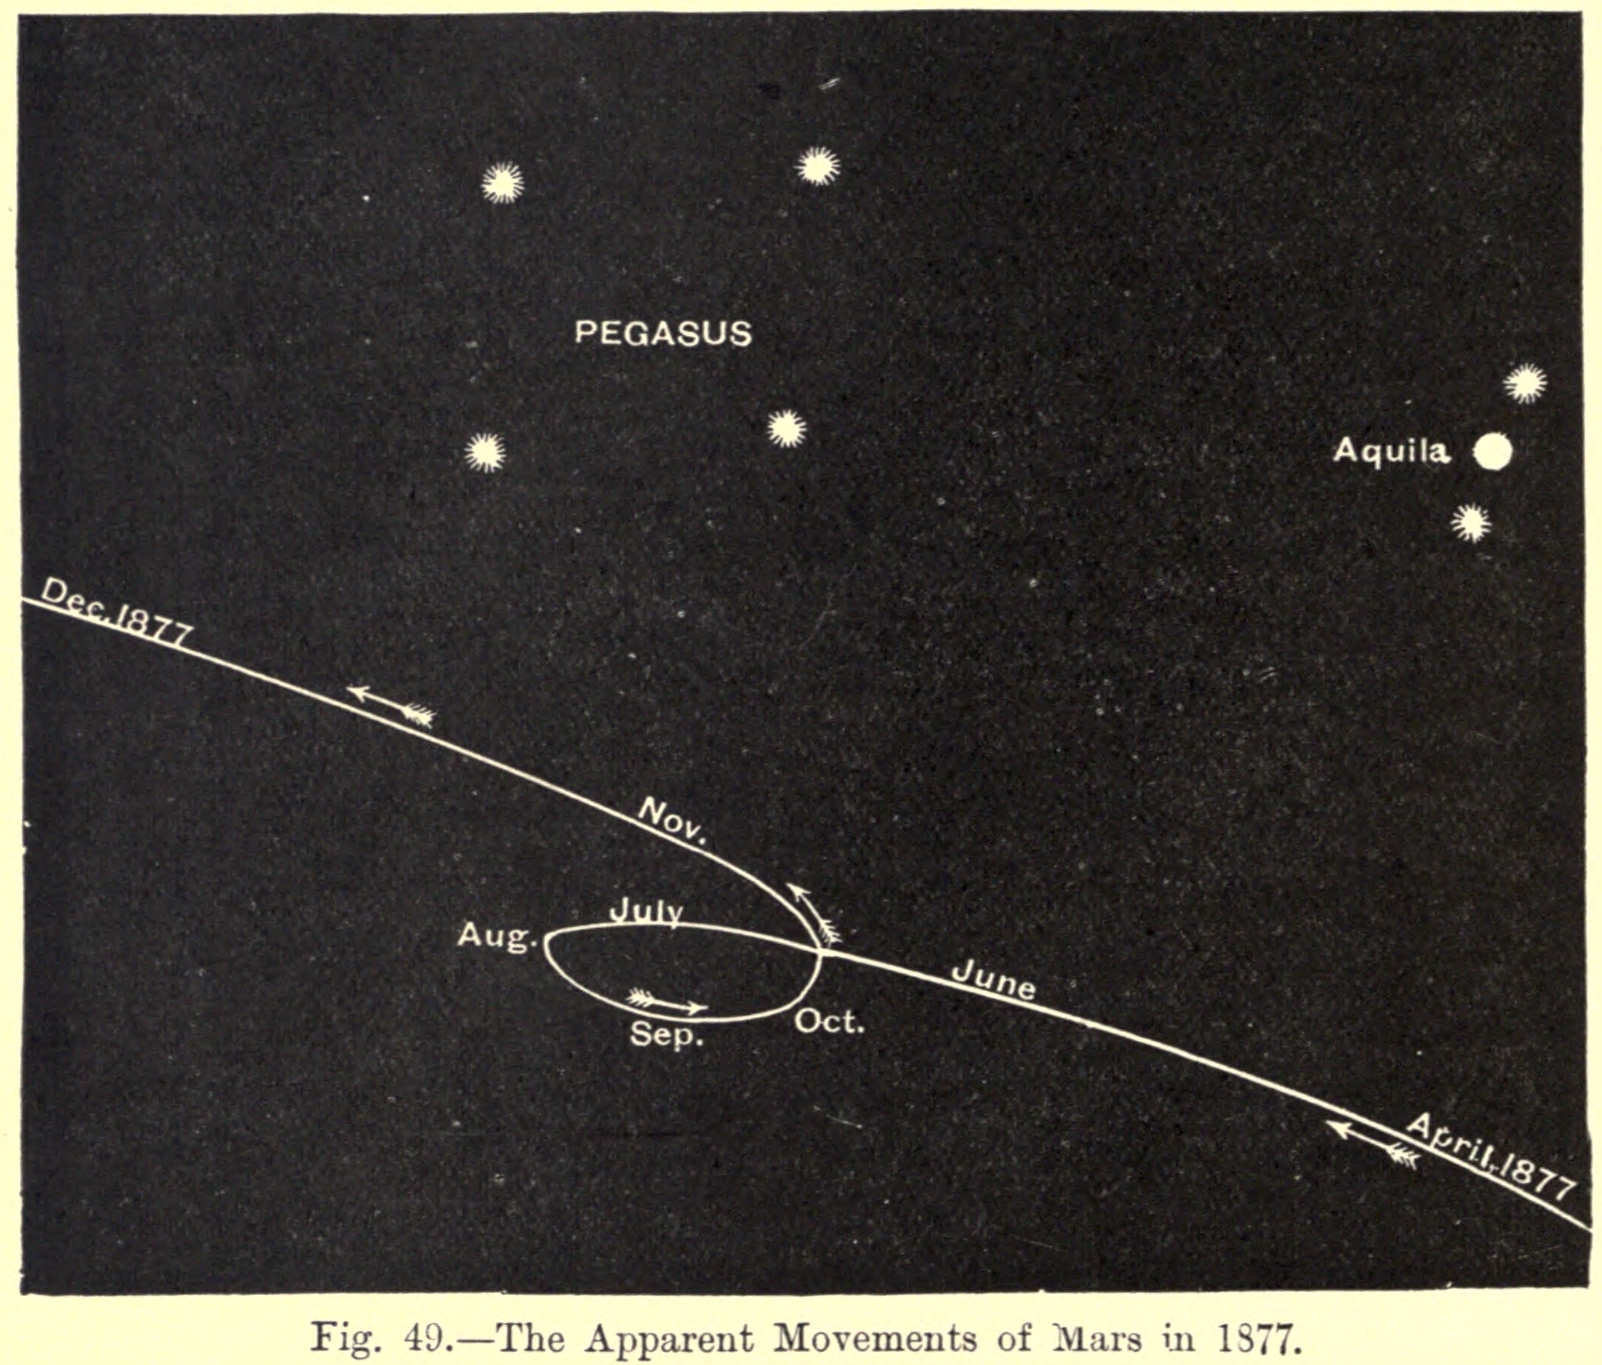 PEGASUS
Aquila
Dec. 1877
Nov.
July
Aug.
June
Sep.
Oct.
April, 1877
Fig. 49.—The Apparent Movements of Mars in 1877.